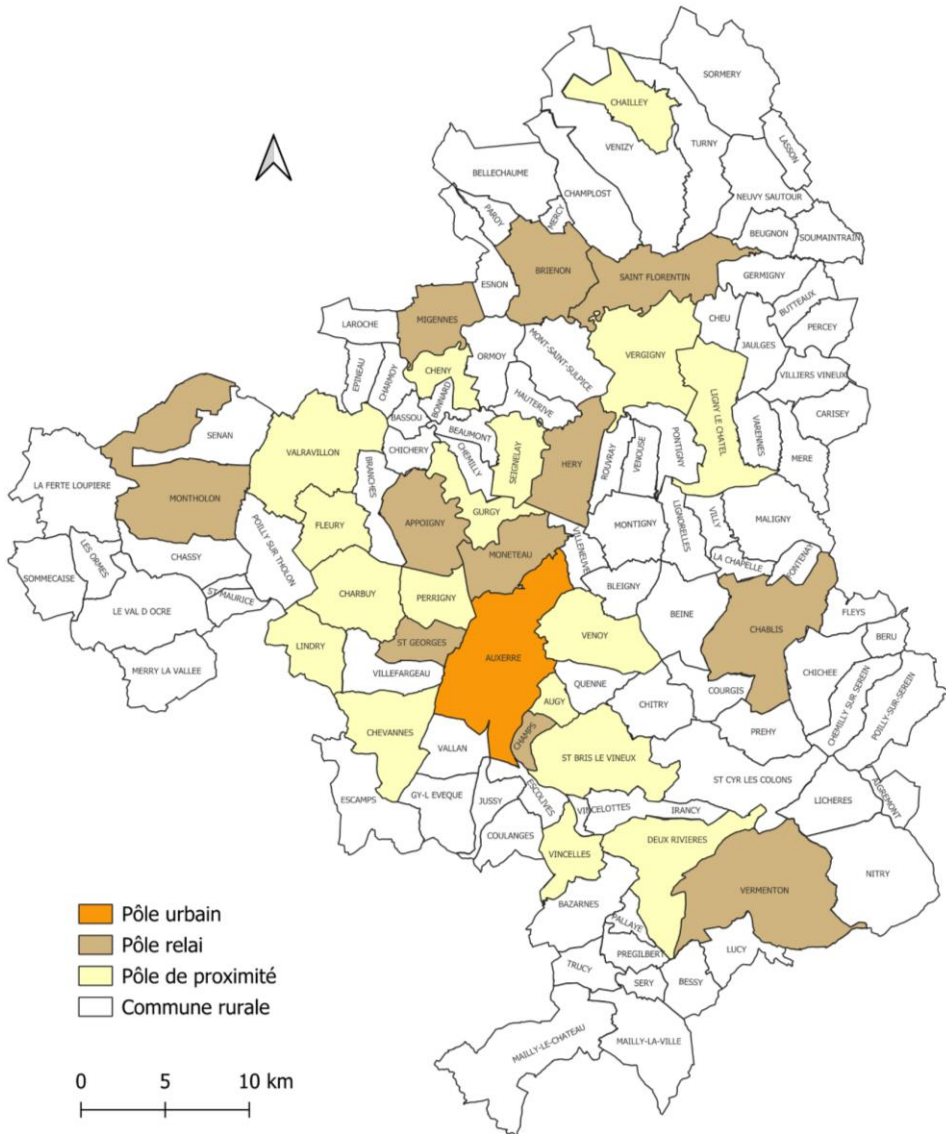 SORMERY
CHAILLEY
LASSON
TURNY
VENIZY
BELLECHAUME
CHAMPLOST
NEUVY SAUTOUR
PAROY
MERCY
BEUGNON
SOUMAINTRAIN
BRIENON
SAINT FLORENTIN
GERMIGNY
ESNON
BUTTEAUX
MIGENNES
CHEU
PERCEY
LAROCHE
MONT-SAINT-SULPICE
JAULGES
ORMOY
VERGIGNY
EPINEAU
CHARMOY
CHENY
VILLIERS VINEUX
BONNARD
HAUTERIVE
LIGNY LE CHATEL
CARISEY
BASSOU
SENAN
BEAUMONT
VARENNES
VALRAVILLON
CHICHERY
CHEMILLY
SEIGNELAY
ROUVRAY
VENOUSE
PONTIGNY
MERE
HERY
BRANCHES
LA FERTE LOUPIERE
MONTHOLON
GURGY
LIGNORELLES
VILLY
MALIGNY
APPOIGNY
MONTIGNY
FLEURY
POILLY SUR THOLON
MONETEAU
VILLENEUVE
LES ORMES
CHASSY
LA CHAPELLE
FONTENAY
SOMMECAISE
BLEIGNY
CHARBUY
PERRIGNY
ST MAURICE
LE VAL D OCRE
BEINE
FLEYS
CHABLIS
VENOY
BERU
ST GEORGES
AUXERRE
LINDRY
MERRY LA VALLEE
VILLEFARGEAU
CHICHEE
QUENNE
COURGIS
CHEMILLY SUR SEREIN
POILLY-SUR-SEREIN
AUGY
CHITRY
PREHY
CHEVANNES
CHAMPS
VALLAN
ST BRIS LE VINEUX
ST CYR LES COLONS
ESCAMPS
GY-L EVEQUE
JUSSY
ESCOLIVES
VINCELOTTES
IRANCY
LICHERES
AIGREMONT
COULANGES
DEUX RIVIERES
VINCELLES
NITRY
VERMENTON
BAZARNES
PALLAYE
PREGILBERT
LUCY
TRUCY
SERY
BESSY
MAILLY-LE-CHATEAU
MAILLY-LA-VILLE
Pôle urbain
Pôle relai
Pôle de proximité
Commune rurale
0 5 10 km